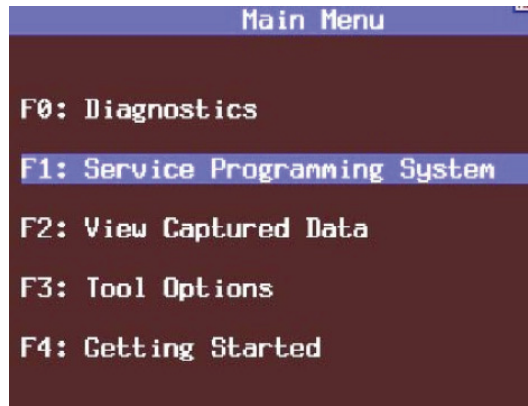 Main Menu
F0: Diagnostics
F1: Service Programming System
F2: View Captured Data
F3: Tool Options
F4: Getting Started